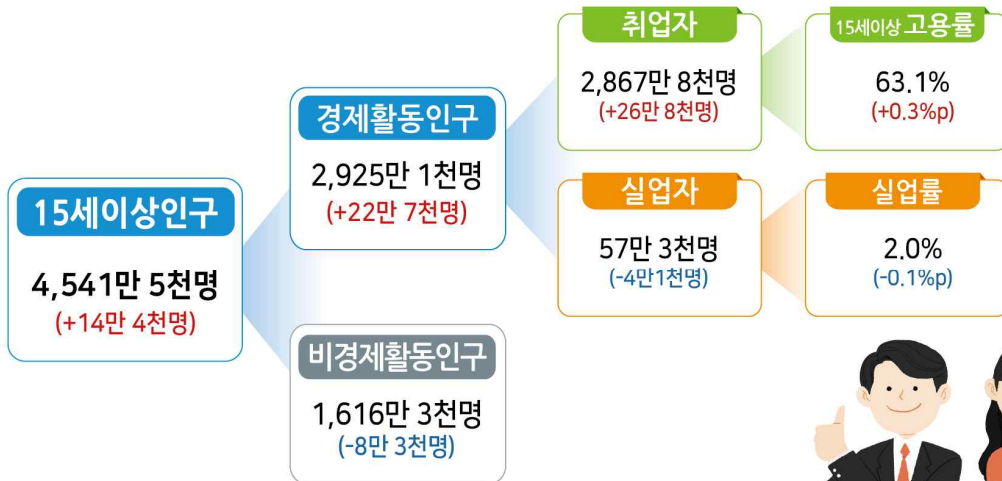 15세이상인구
4,541만 5천명
(+14만 4천명)
경제활동인구
2,925만 1천명
(+22만 7천명)
비경제활동인구
1,616만 3천명
(-8만 3천명)
취업자
2,867만 8천명
(+26만 8천명)
15세이상 고용률
63.1%
(+0.3%p)
실업자
57만 3천명
(-4만1천명)
실업률
2.0%
(-0.1%p)